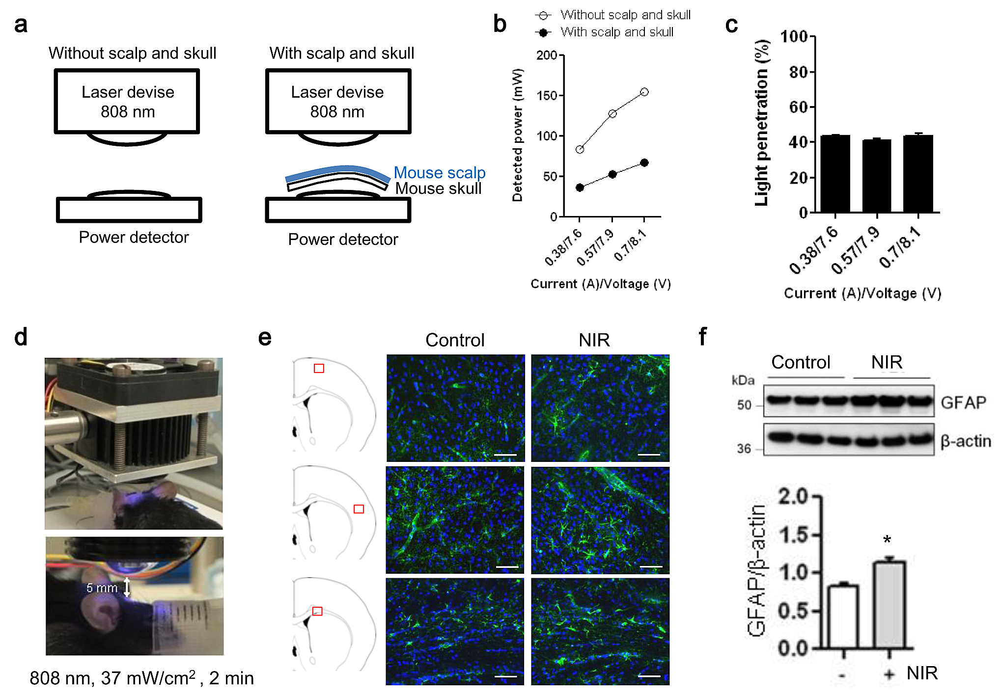 a
Without scalp and skull
With scalp and skull
Laser devise
808 nm
Laser devise
808 nm
Mouse scalp
Mouse skull
Power detector
Power detector
b
Without scalp and skull
With scalp and skull
Detected power (mW)
200
150
100
50
0
0.38/7.6
0.57/7.9
0.7/8.1
Current (A)/Voltage (V)
c
Light penetration (%)
100
80
60
40
20
0
0.38/7.6
0.57/7.9
0.7/8.1
Current (A)/Voltage (V)
d
5 mm
808 nm, 37 mW/cm² , 2 min
e
Control
NIR
f
Control
NIR
kDa
50
GFAP
36
β-actin
GFAP/β-actin
2.0
1.5
1.0
0.5
0.0
*
- + NIR